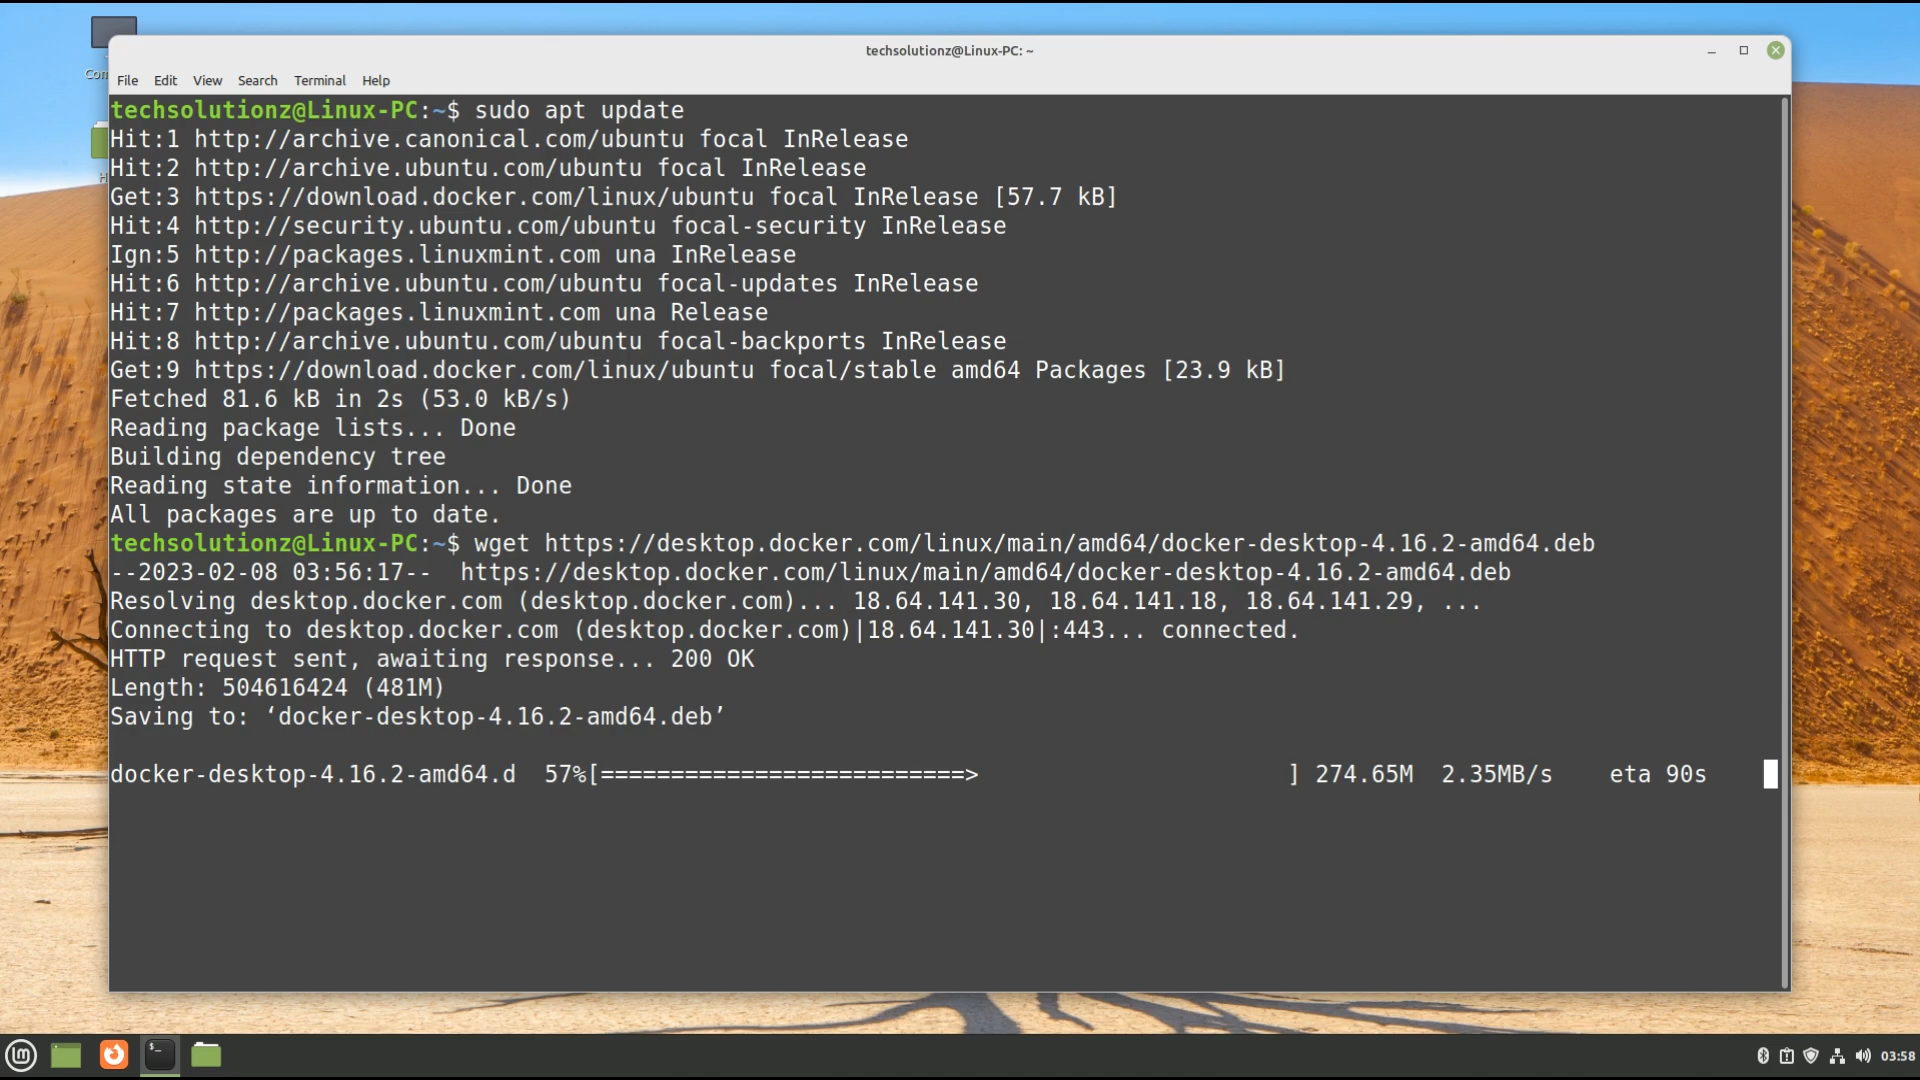 techsolutionz@Linux-PC: ~
File Edit View Search Terminal Help
techsolutionz@Linux-PC:~$ sudo apt update
Hit:1 http://archive.canonical.com/ubuntu focal InRelease
Hit:2 http://archive.ubuntu.com/ubuntu focal InRelease
Get:3 https://download.docker.com/linux/ubuntu focal InRelease [57.7 kB]
Hit:4 http://security.ubuntu.com/ubuntu focal-security InRelease
Ign:5 http://packages.linuxmint.com una InRelease
Hit:6 http://archive.ubuntu.com/ubuntu focal-updates InRelease
Hit:7 http://packages.linuxmint.com una Release
Hit:8 http://archive.ubuntu.com/ubuntu focal-backports InRelease
Get:9 https://download.docker.com/linux/ubuntu focal/stable amd64 Packages [23.9 kB]
Fetched 81.6 kB in 2s (53.0 kB/s)
Reading package lists... Done
Building dependency tree
Reading state information... Done
All packages are up to date.
techsolutionz@Linux-PC:~$ wget https://desktop.docker.com/linux/main/amd64/docker-desktop-4.16.2-amd64.deb
--2023-02-08 03:56:17--  https://desktop.docker.com/linux/main/amd64/docker-desktop-4.16.2-amd64.deb
Resolving desktop.docker.com (desktop.docker.com)... 18.64.141.30, 18.64.141.18, 18.64.141.29, ...
Connecting to desktop.docker.com (desktop.docker.com)|18.64.141.30|:443... connected.
HTTP request sent, awaiting response... 200 OK
Length: 504616424 (481M)
Saving to: ‘docker-desktop-4.16.2-amd64.deb’
docker-desktop-4.16.2-amd64.d  57%[==========================>                      ] 274.65M  2.35MB/s    eta 90s
03:58